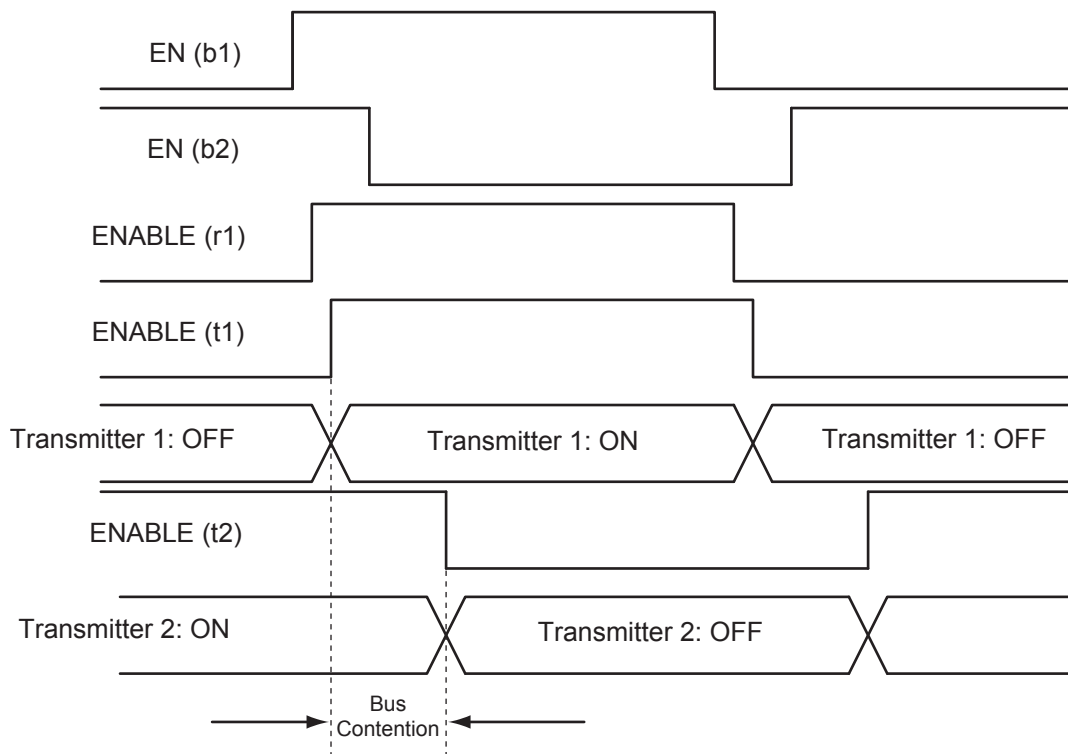 EN (b1)
EN (b2)
ENABLE (r1)
ENABLE (t1)
Transmitter 1: OFF
Transmitter 1: ON
Transmitter 1: OFF
ENABLE (t2)
Transmitter 2: ON
Transmitter 2: OFF
Bus
Contention